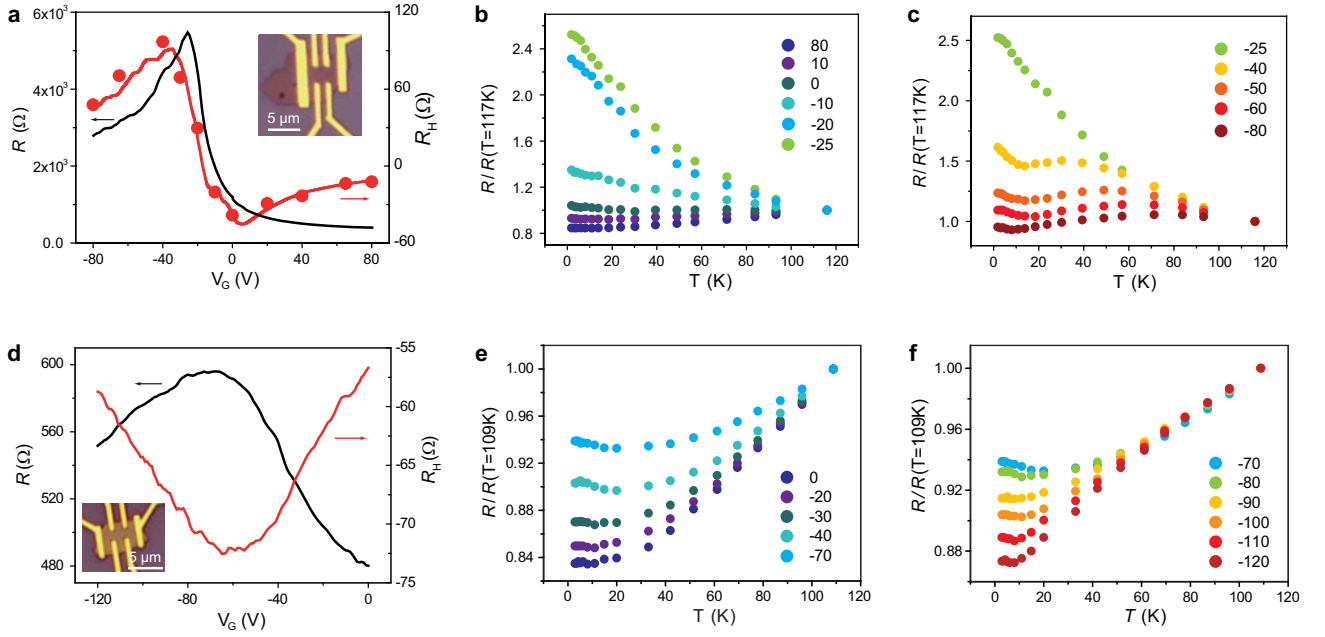 a
6x10³
4x10³
2x10³
0.0
R (Ω)
120
60
0
-60
R_H (Ω)
-80 -40 0 40 80
V_G (V)
5 µm
b
2.4
2.0
1.6
1.2
0.8
R/R(T=117K)
0 20 40 60 80 100 120
T (K)
80
10
0
-10
-20
-25
c
2.5
2.0
1.5
1.0
R/R(T=117K)
0 20 40 60 80 100 120
T (K)
-25
-40
-50
-60
-80
d
600
560
520
480
R (Ω)
-55
-60
-65
-70
-75
R_H (Ω)
-120 -80 -40 0
V_G (V)
5 µm
e
1.00
0.96
0.92
0.88
0.84
R/R(T=109K)
0 20 40 60 80 100 120
T (K)
0
-20
-30
-40
-70
f
1.00
0.96
0.92
0.88
R/R(T=109K)
0 20 40 60 80 100 120
T (K)
-70
-80
-90
-100
-110
-120